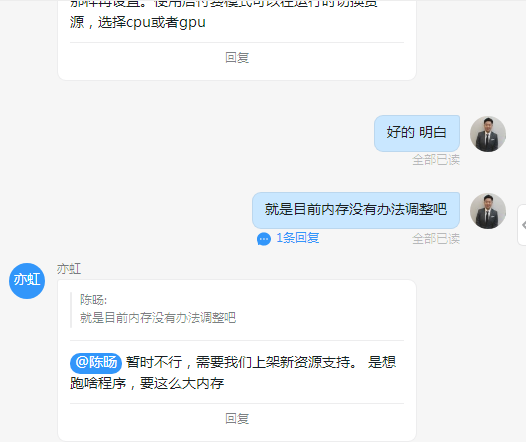 那样再设置。使用后付费模式可以在运行时切换资
源，选择cpu或者gpu
回复
好的 明白
全部已读
就是目前内存没有办法调整吧
1条回复
全部已读
亦虹
亦虹
陈旸:
就是目前内存没有办法调整吧
@陈旸 暂时不行，需要我们上架新资源支持。 是想
跑啥程序，要这么大内存
回复